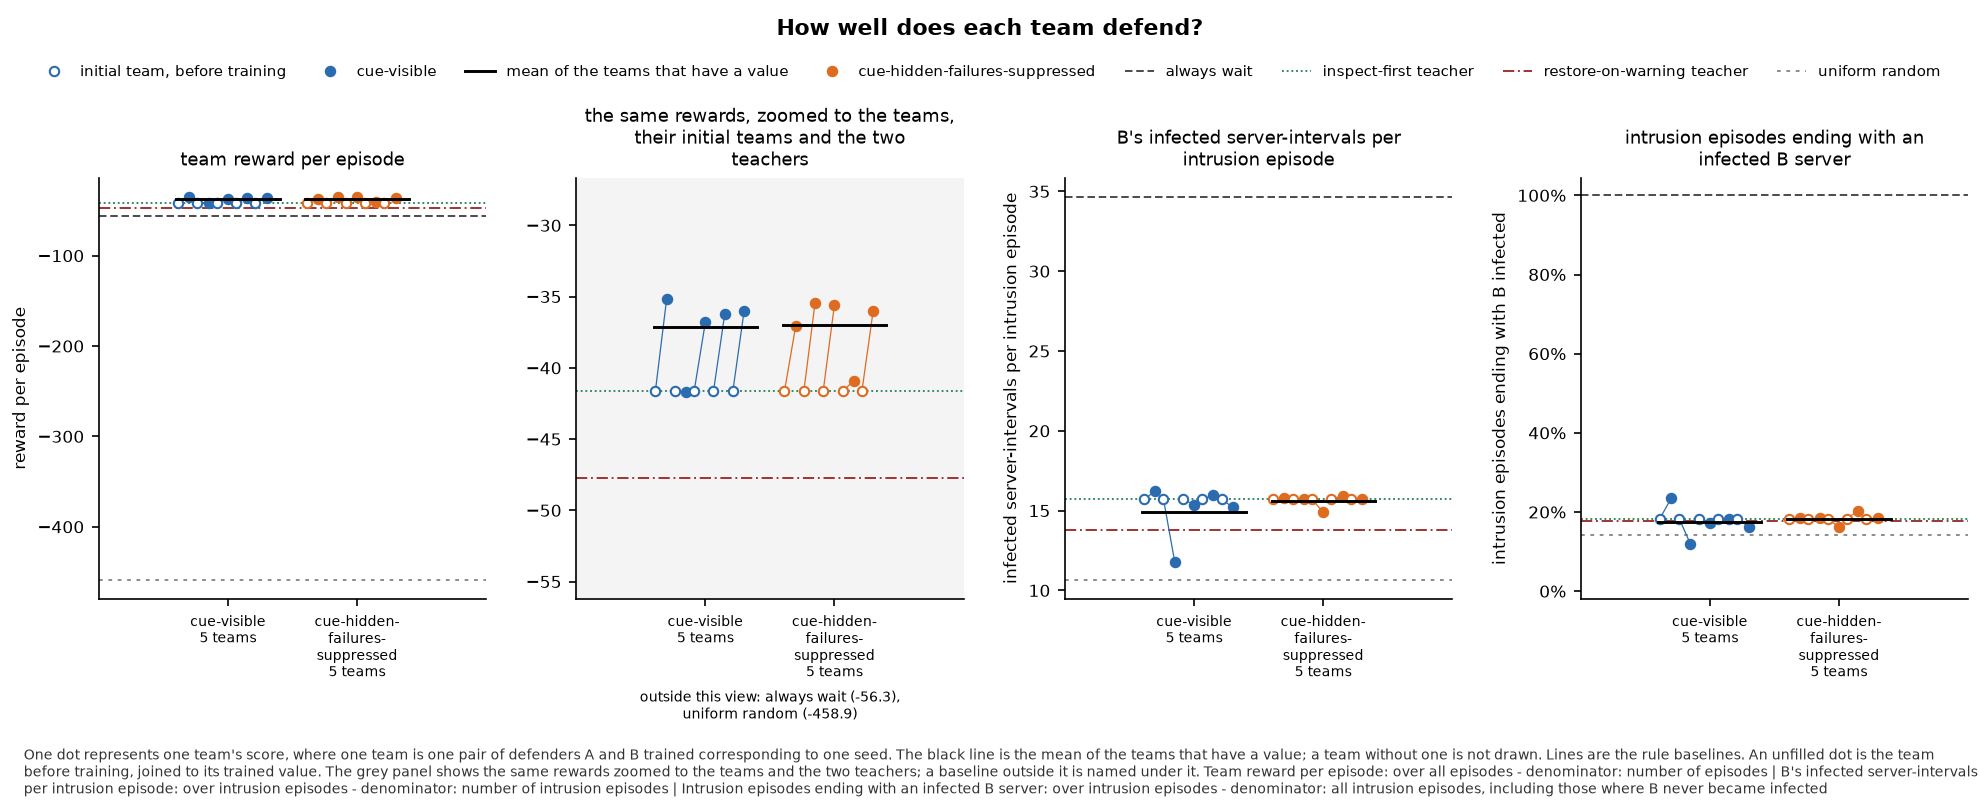 How well does each team defend?
initial team, before training
cue-visible
mean of the teams that have a value
cue-hidden-failures-suppressed
always wait
inspect-first teacher
restore-on-warning teacher
uniform random
team reward per episode
reward per episode
−100
−200
−300
−400
cue-visible
5 teams
cue-hidden-
failures-
suppressed
5 teams
the same rewards, zoomed to the teams,
their initial teams and the two
teachers
−30
−35
−40
−45
−50
−55
cue-visible
5 teams
cue-hidden-
failures-
suppressed
5 teams
outside this view: always wait (-56.3),
uniform random (-458.9)
B's infected server-intervals per
intrusion episode
infected server-intervals per intrusion episode
35
30
25
20
15
10
cue-visible
5 teams
cue-hidden-
failures-
suppressed
5 teams
intrusion episodes ending with an
infected B server
intrusion episodes ending with B infected
100%
80%
60%
40%
20%
0%
cue-visible
5 teams
cue-hidden-
failures-
suppressed
5 teams
One dot represents one team's score, where one team is one pair of defenders A and B trained corresponding to one seed. The black line is the mean of the teams that have a value; a team without one is not drawn. Lines are the rule baselines. An unfilled dot is the team
before training, joined to its trained value. The grey panel shows the same rewards zoomed to the teams and the two teachers; a baseline outside it is named under it. Team reward per episode: over all episodes - denominator: number of episodes | B's infected server-intervals
per intrusion episode: over intrusion episodes - denominator: number of intrusion episodes | Intrusion episodes ending with an infected B server: over intrusion episodes - denominator: all intrusion episodes, including those where B never became infected